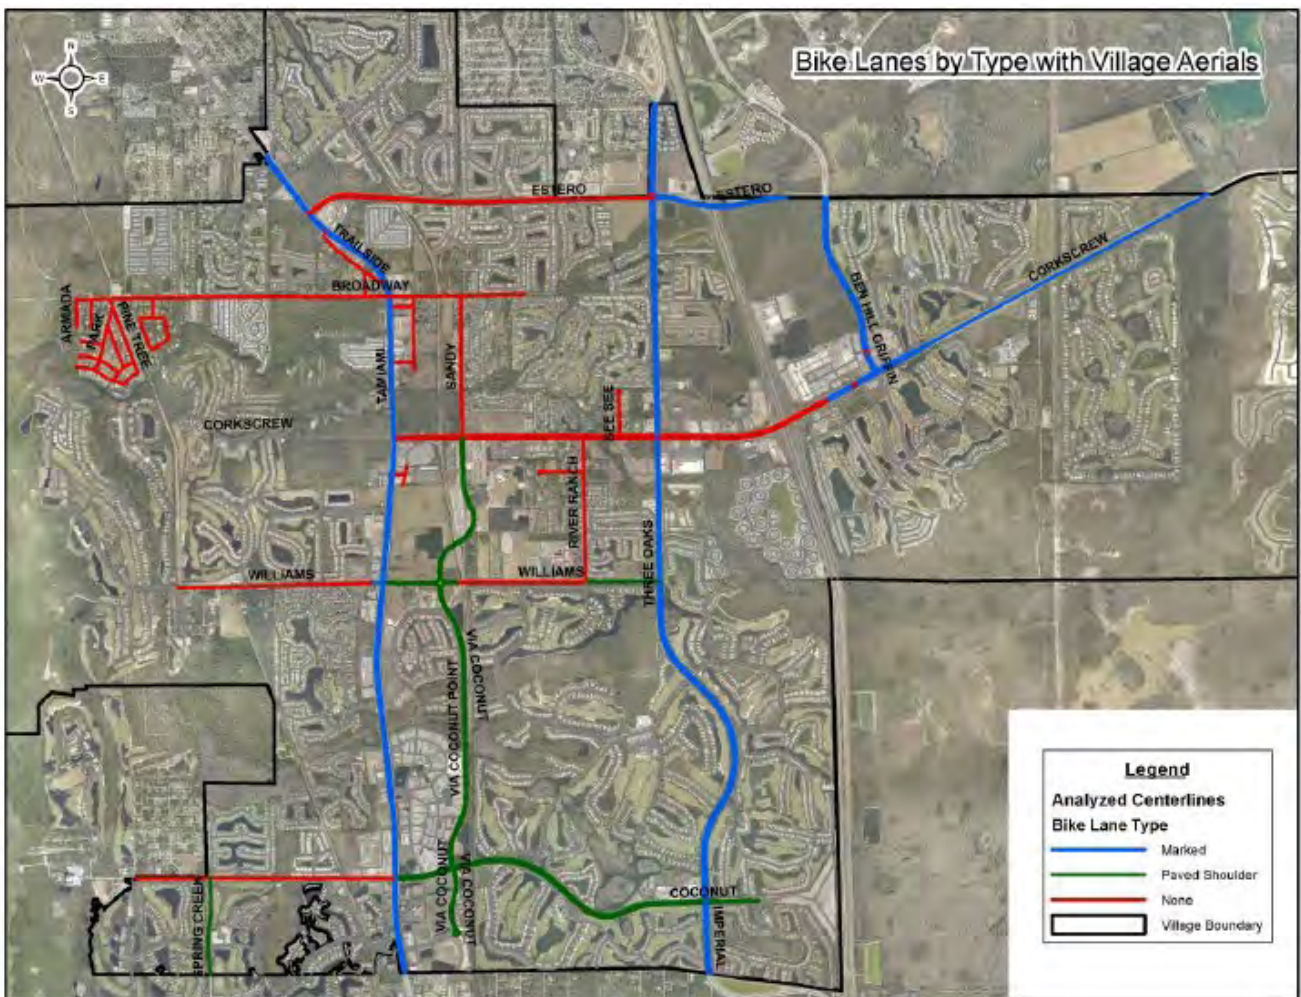 Bike Lanes by Type with Village Aerials
N
W E
S
ESTERO
ESTERO
TRAILSIDE
BROADWAY
CORKSCREW
BEN HILL GRIFFIN
ARMADA
PARK
PINE TREE
TAMIAMI
SANDY
SEE SEE
CORKSCREW
RIVER RANCH
THREE OAKS
WILLIAMS
WILLIAMS
VIA COCONUT POINT
VIA COCONUT
VIA COCONUT
VIA COCONUT
COCONUT
IMPERIAL
SPRING CREEK
Legend
Analyzed Centerlines
Bike Lane Type
Marked
Paved Shoulder
None
Village Boundary